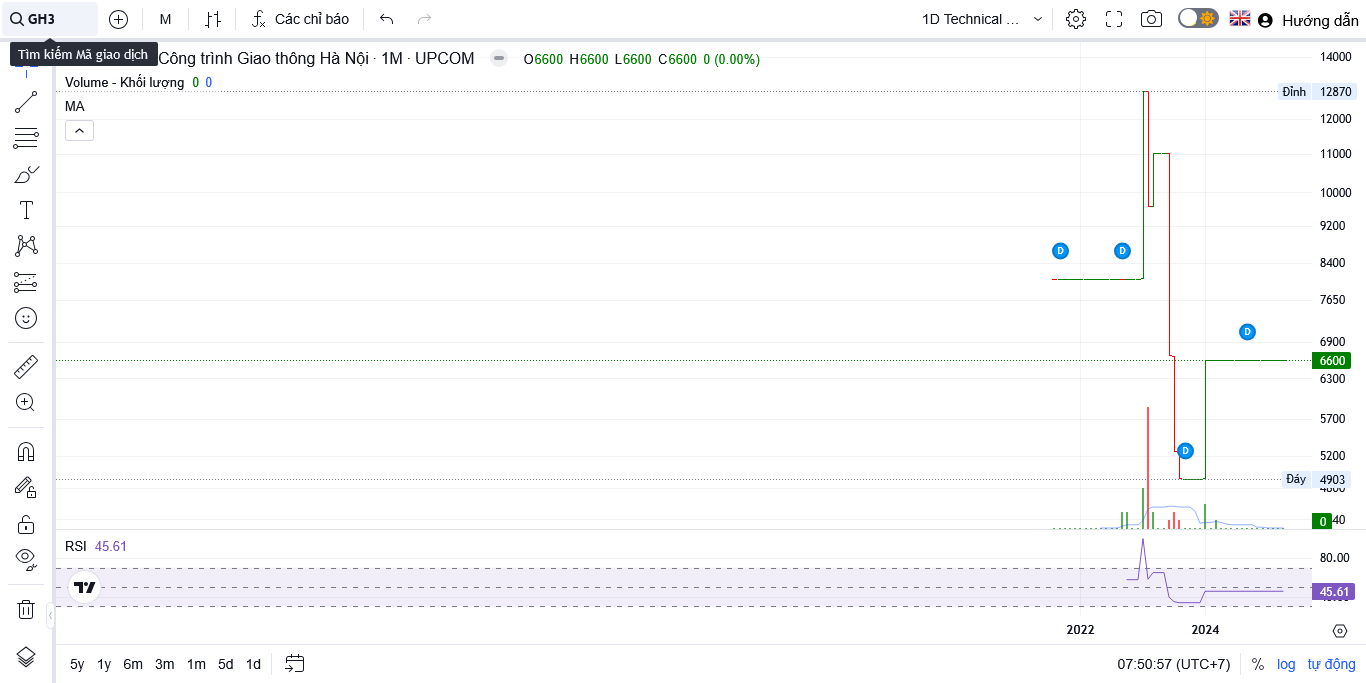 GH3
M
Các chỉ báo
1D Technical ...
Hướng dẫn
Tìm kiếm Mã giao dịch
Công trình Giao thông Hà Nội · 1M · UPCOM
O6600 H6600 L6600 C6600 0 (0.00%)
Volume - Khối lượng 0 0
MA
14000
Đỉnh 12870
12000
11000
10000
9200
8400
7650
6900
6600
6300
5700
5200
Đáy 4903
0
D
D
D
D
RSI 45.61
80.00
45.61
2022
2024
5y 1y 6m 3m 1m 5d 1d
07:50:57 (UTC+7)
%
log
tự động